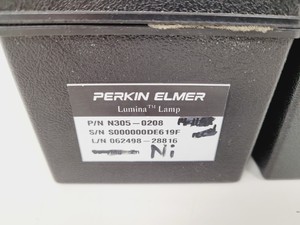 PERKIN ELMER
Lumina™ Lamp
P/N N305-0208
S/N S000000DE619F
L/N 062498-28816
Ni